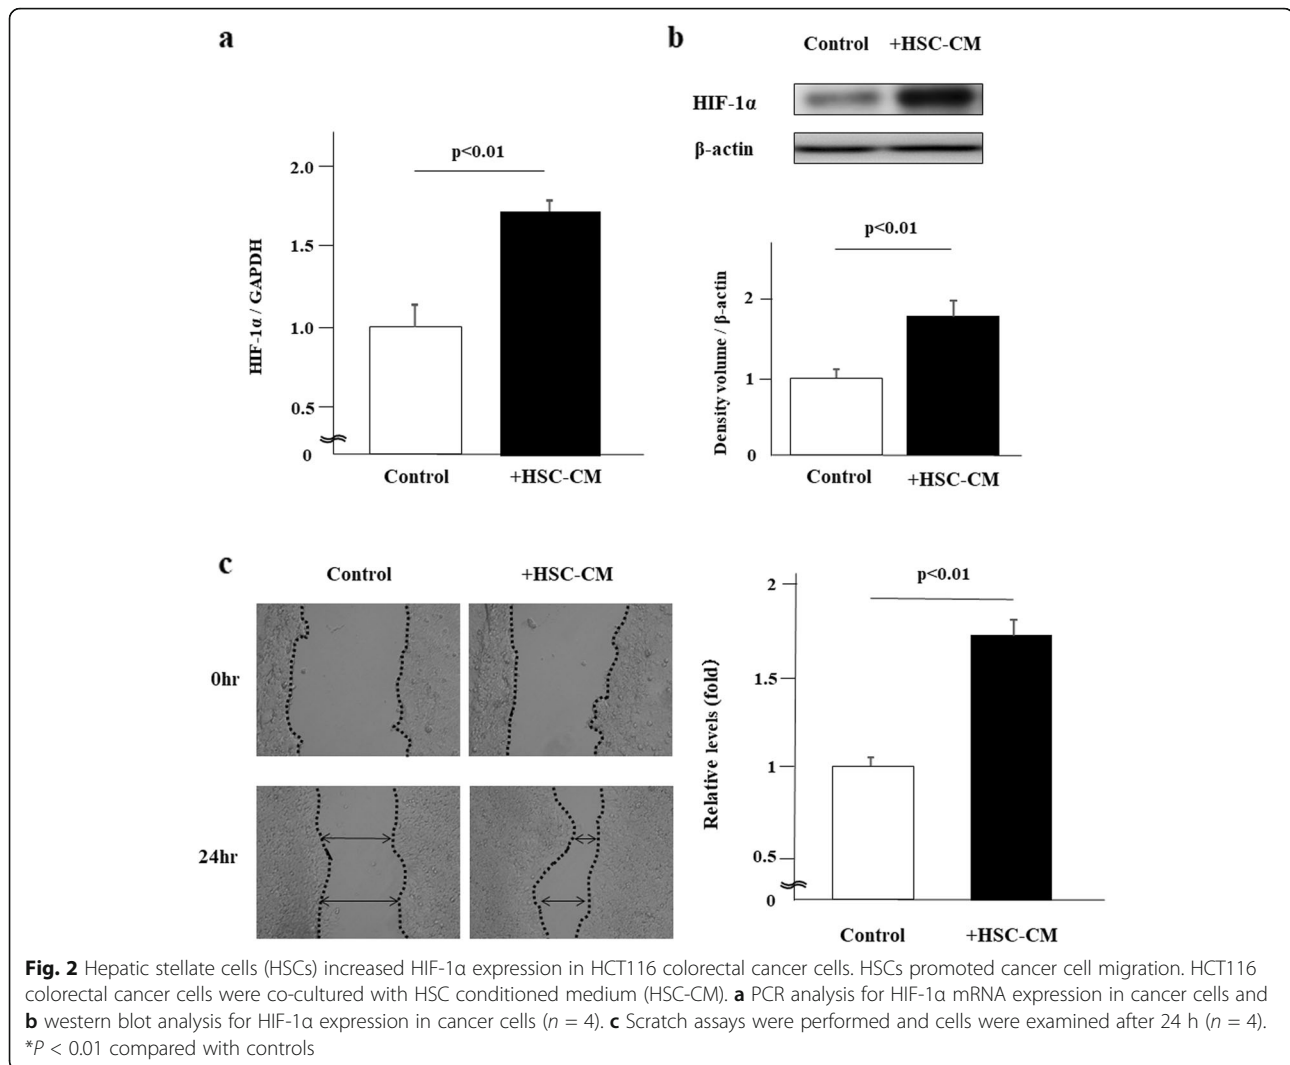 a
2.0
1.5
1.0
0.5
0
HIF-1α / GAPDH
p<0.01
Control
+HSC-CM
b
Control +HSC-CM
HIF-1α
β-actin
p<0.01
2
1
0
Density volume / β-actin
Control
+HSC-CM
c
Control
+HSC-CM
0hr
24hr
p<0.01
2
1.5
1
0.5
0
Relative levels (fold)
Control
+HSC-CM
Fig. 2 Hepatic stellate cells (HSCs) increased HIF-1α expression in HCT116 colorectal cancer cells. HSCs promoted cancer cell migration. HCT116
colorectal cancer cells were co-cultured with HSC conditioned medium (HSC-CM). a PCR analysis for HIF-1α mRNA expression in cancer cells and
b western blot analysis for HIF-1α expression in cancer cells (n = 4). c Scratch assays were performed and cells were examined after 24 h (n = 4).
*P < 0.01 compared with controls